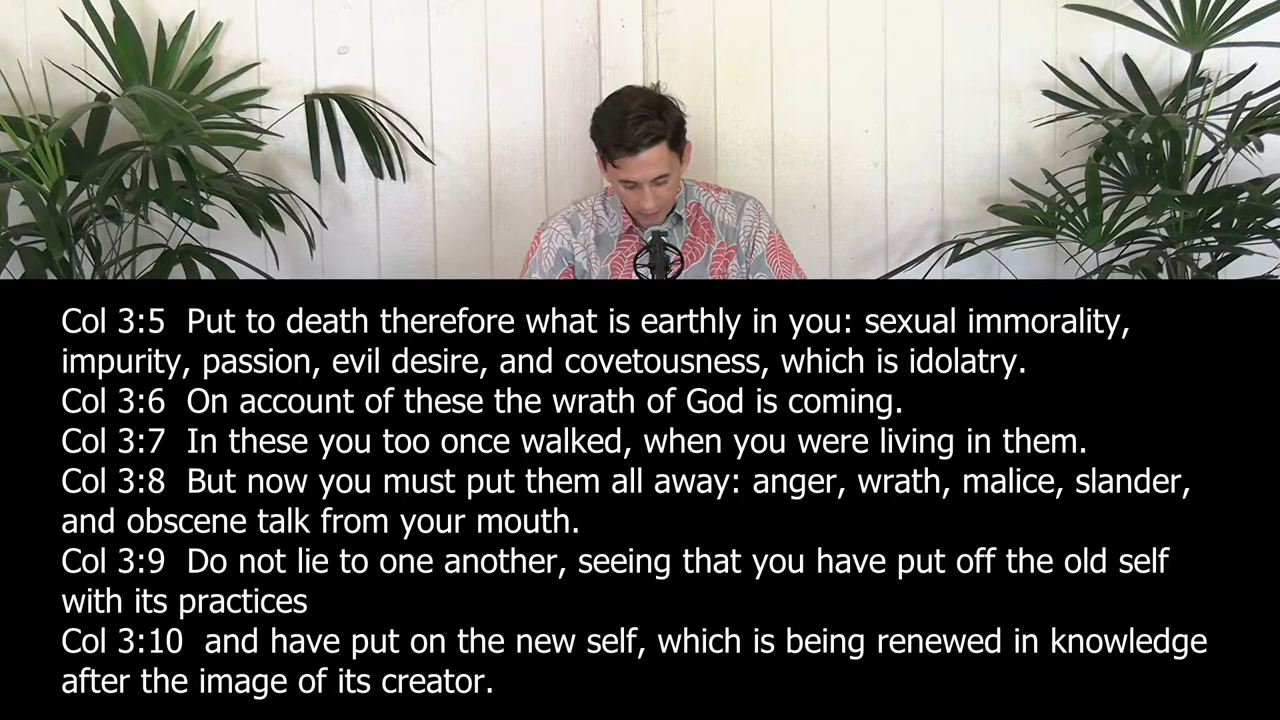 Col 3:5  Put to death therefore what is earthly in you: sexual immorality,
impurity, passion, evil desire, and covetousness, which is idolatry.
Col 3:6  On account of these the wrath of God is coming.
Col 3:7  In these you too once walked, when you were living in them.
Col 3:8  But now you must put them all away: anger, wrath, malice, slander,
and obscene talk from your mouth.
Col 3:9  Do not lie to one another, seeing that you have put off the old self
with its practices
Col 3:10  and have put on the new self, which is being renewed in knowledge
after the image of its creator.